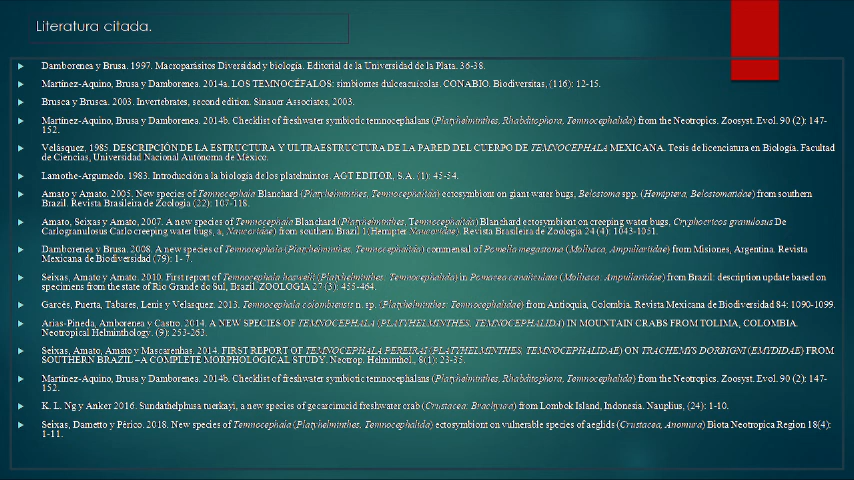 Literatura citada.
Damborenea y Brusa. 1997. Macroparásitos Diversidad y biología. Editorial de la Universidad de la Plata. 36-38.
Martínez-Aquino, Brusa y Damborenea. 2014a. LOS TEMNOCÉFALOS: simbiontes dulceacuícolas. CONABIO. Biodiversitas, (116): 12-15.
Brusca y Brusca. 2003. Invertebrates, second edition. Sinauer Associates, 2003.
Martínez-Aquino, Brusa y Damborenea. 2014b. Checklist of freshwater symbiotic temnocephalans (Platyhelminthes, Rhabditophora, Temnocephalida) from the Neotropics. Zoosyst. Evol. 90 (2): 147-
152.
Velásquez, 1985. DESCRIPCIÓN DE LA ESTRUCTURA Y ULTRAESTRUCTURA DE LA PARED DEL CUERPO DE TEMNOCEPHALA MEXICANA. Tesis de licenciatura en Biología. Facultad
de Ciencias, Universidad Nacional Autónoma de México.
Lamothe-Argumedo. 1983. Introducción a la biología de los platelmintos. AGT EDITOR, S.A. (1): 45-54.
Amato y Amato. 2005. New species of Temnocephala Blanchard (Platyhelminthes, Temnocephalida) ectosymbiont on giant water bugs, Belostoma spp. (Hemiptera, Belostomatidae) from southern
Brazil. Revista Brasileira de Zoologia (22): 107-118.
Amato, Seixas y Amato, 2007. A new species of Temnocephala Blanchard (Platyhelminthes, Temnocephalida) Blanchard ectosymbiont on creeping water bugs, Cryphocricos granulosus De
Carlogranulosus Carlo creeping water bugs, a, Naucoridae) from southern Brazil 1(Hempter Naucoridae). Revista Brasileira de Zoologia 24 (4): 1043-1051.
Damborenea y Brusa. 2008. A new species of Temnocephala (Platyhelminthes, Temnocephalida) commensal of Pomella megastoma (Mollusca, Ampullariidae) from Misiones, Argentina. Revista
Mexicana de Biodiversidad (79): 1- 7.
Seixas, Amato y Amato. 2010. First report of Temnocephala haswelli (Platyhelminthes, Temnocephalida) in Pomacea canaliculata (Mollusca: Ampullariidae) from Brazil: description update based on
specimens from the state of Rio Grande do Sul, Brazil. ZOOLOGIA 27 (3): 455-464.
Garcés, Puerta, Tabares, Lenis y Velasquez. 2013. Temnocephala colombiensis n. sp. (Platyhelminthes: Temnocephalidae) from Antioquia, Colombia. Revista Mexicana de Biodiversidad 84: 1090-1099.
Arias-Pineda, Amborenea y Castro. 2014. A NEW SPECIES OF TEMNOCEPHALA (PLATYHELMINTHES: TEMNOCEPHALIDA) IN MOUNTAIN CRABS FROM TOLIMA, COLOMBIA.
Neotropical Helminthology. (9): 253-263.
Seixas, Amato, Amato y Mascarenhas. 2014. FIRST REPORT OF TEMNOCEPHALA PEREIRAI (PLATYHELMINTHES, TEMNOCEPHALIDAE) ON TRACHEMYS DORBIGNI (EMYDIDAE) FROM
SOUTHERN BRAZIL –A COMPLETE MORPHOLOGICAL STUDY. Neotrop. Helminthol., 8(1): 23-35.
Martínez-Aquino, Brusa y Damborenea. 2014b. Checklist of freshwater symbiotic temnocephalans (Platyhelminthes, Rhabditophora, Temnocephalida) from the Neotropics. Zoosyst. Evol. 90 (2): 147-
152.
K. L. Ng y Anker 2016. Sundathelphusa tuerkayi, a new species of gecarcinucid freshwater crab (Crustacea: Brachyura) from Lombok Island, Indonesia. Nauplius, (24): 1-10.
Seixas, Dametto y Périco. 2018. New species of Temnocephala (Platyhelminthes, Temnocephalida) ectosymbiont on vulnerable species of aeglids (Crustacea, Anomura) Biota Neotropica Region 18(4):
1-11.